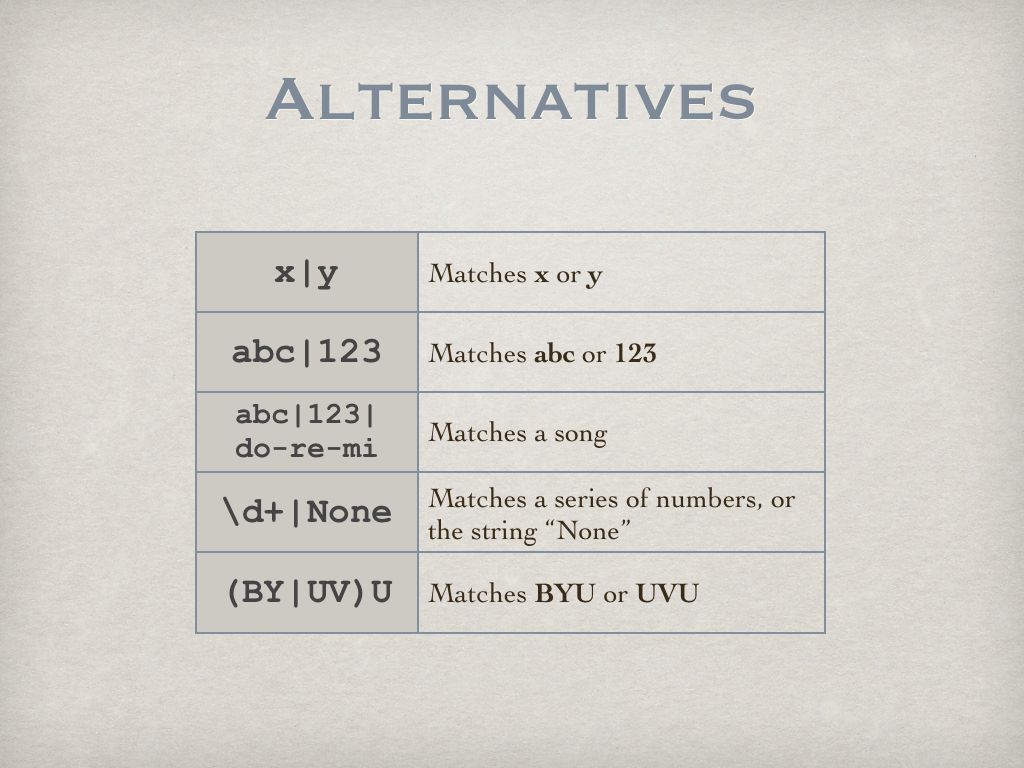 ALTERNATIVES
x|y
Matches x or y
abc|123
Matches abc or 123
abc|123|
do-re-mi
Matches a song
\d+|None
Matches a series of numbers, or
the string “None”
(BY|UV)U
Matches BYU or UVU